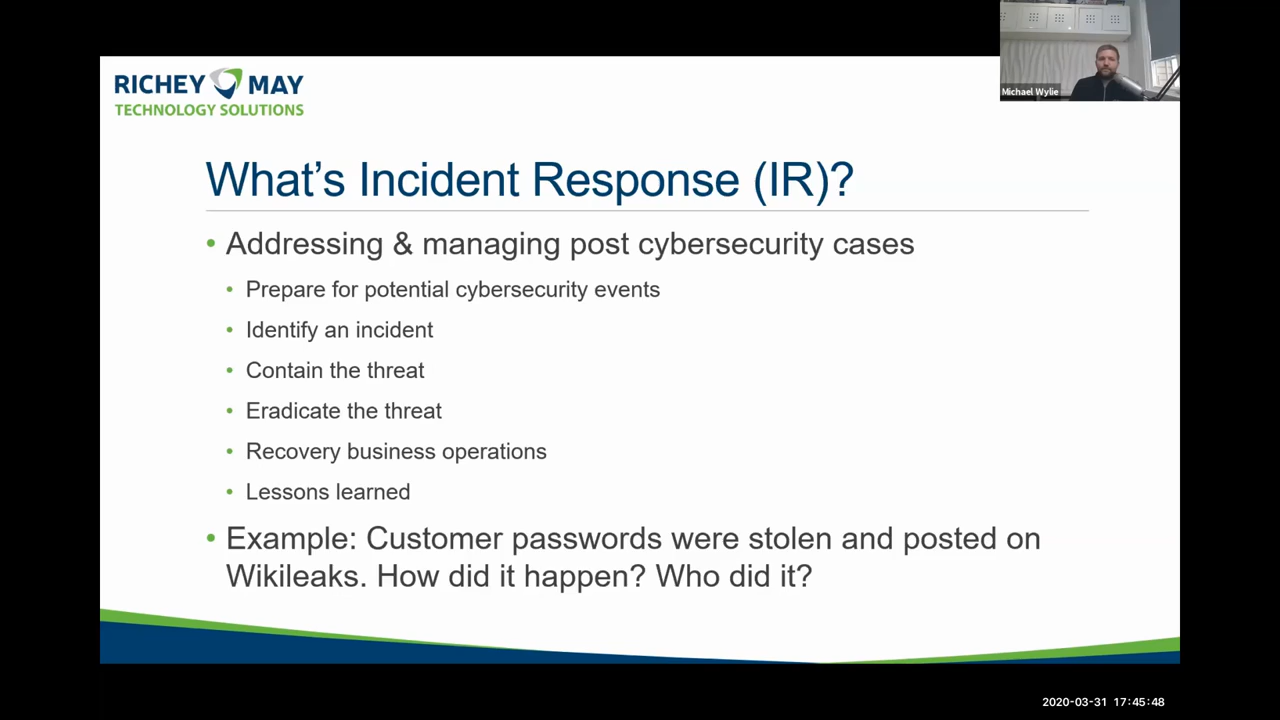 RICHEY MAY
TECHNOLOGY SOLUTIONS
Michael Wylie
What's Incident Response (IR)?
• Addressing & managing post cybersecurity cases
• Prepare for potential cybersecurity events
• Identify an incident
• Contain the threat
• Eradicate the threat
• Recovery business operations
• Lessons learned
• Example: Customer passwords were stolen and posted on
Wikileaks. How did it happen? Who did it?
2020-03-31 17:45:48